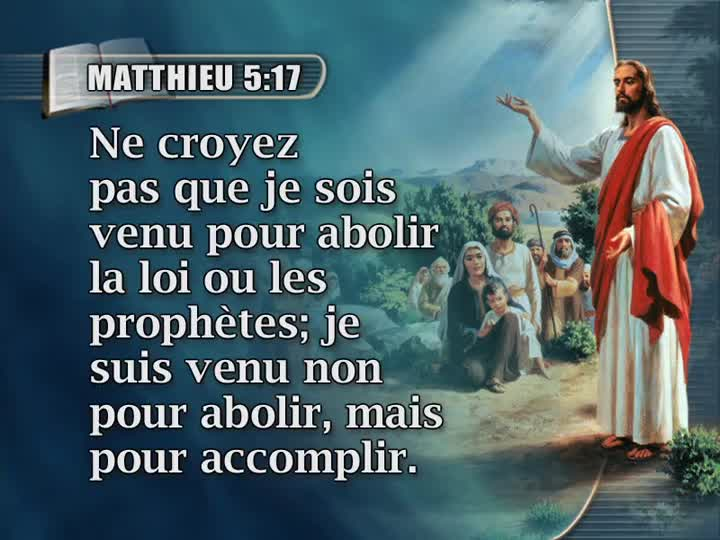 MATTHIEU 5:17
Ne croyez
pas que je sois
venu pour abolir
la loi ou les
prophètes; je
suis venu non
pour abolir, mais
pour accomplir.